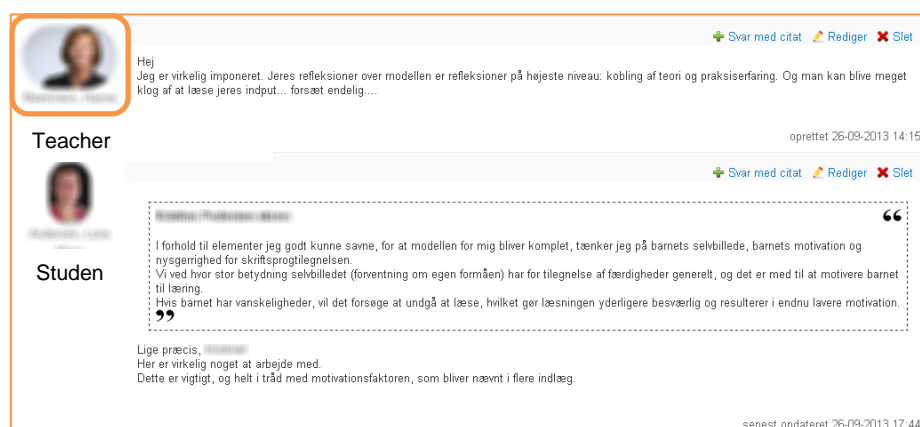 Svar med citat Rediger Slet
Hej
Jeg er virkelig imponeret. Jeres refleksioner over modellen er refleksioner på højeste niveau: kobling af teori og praksiserfaring. Og man kan blive meget
klog af at læse jeres indput... forsæt endelig....
Teacher
oprettet 26-09-2013 14:15
Svar med citat Rediger Slet
“
I forhold til elementer jeg godt kunne savne, for at modellen for mig bliver komplet, tænker jeg på barnets selvbillede, barnets motivation og
nysgerrighed for skriftsprogtilegnelsen.
Vi ved hvor stor betydning selvbilledet (forventning om egen formåen) har for tilegnelse af færdigheder generelt, og det er med til at motivere barnet
til læring.
Hvis barnet har vanskeligheder, vil det forsøge at undgå at læse, hvilket gør læsningen yderligere besværlig og resulterer i endnu lavere motivation.
”
Studen
Lige præcis,
Her er virkelig noget at arbejde med.
Dette er vigtigt, og helt i tråd med motivationsfaktoren, som bliver nævnt i flere indlæg.
senest opdateret 26-09-2013 17:44